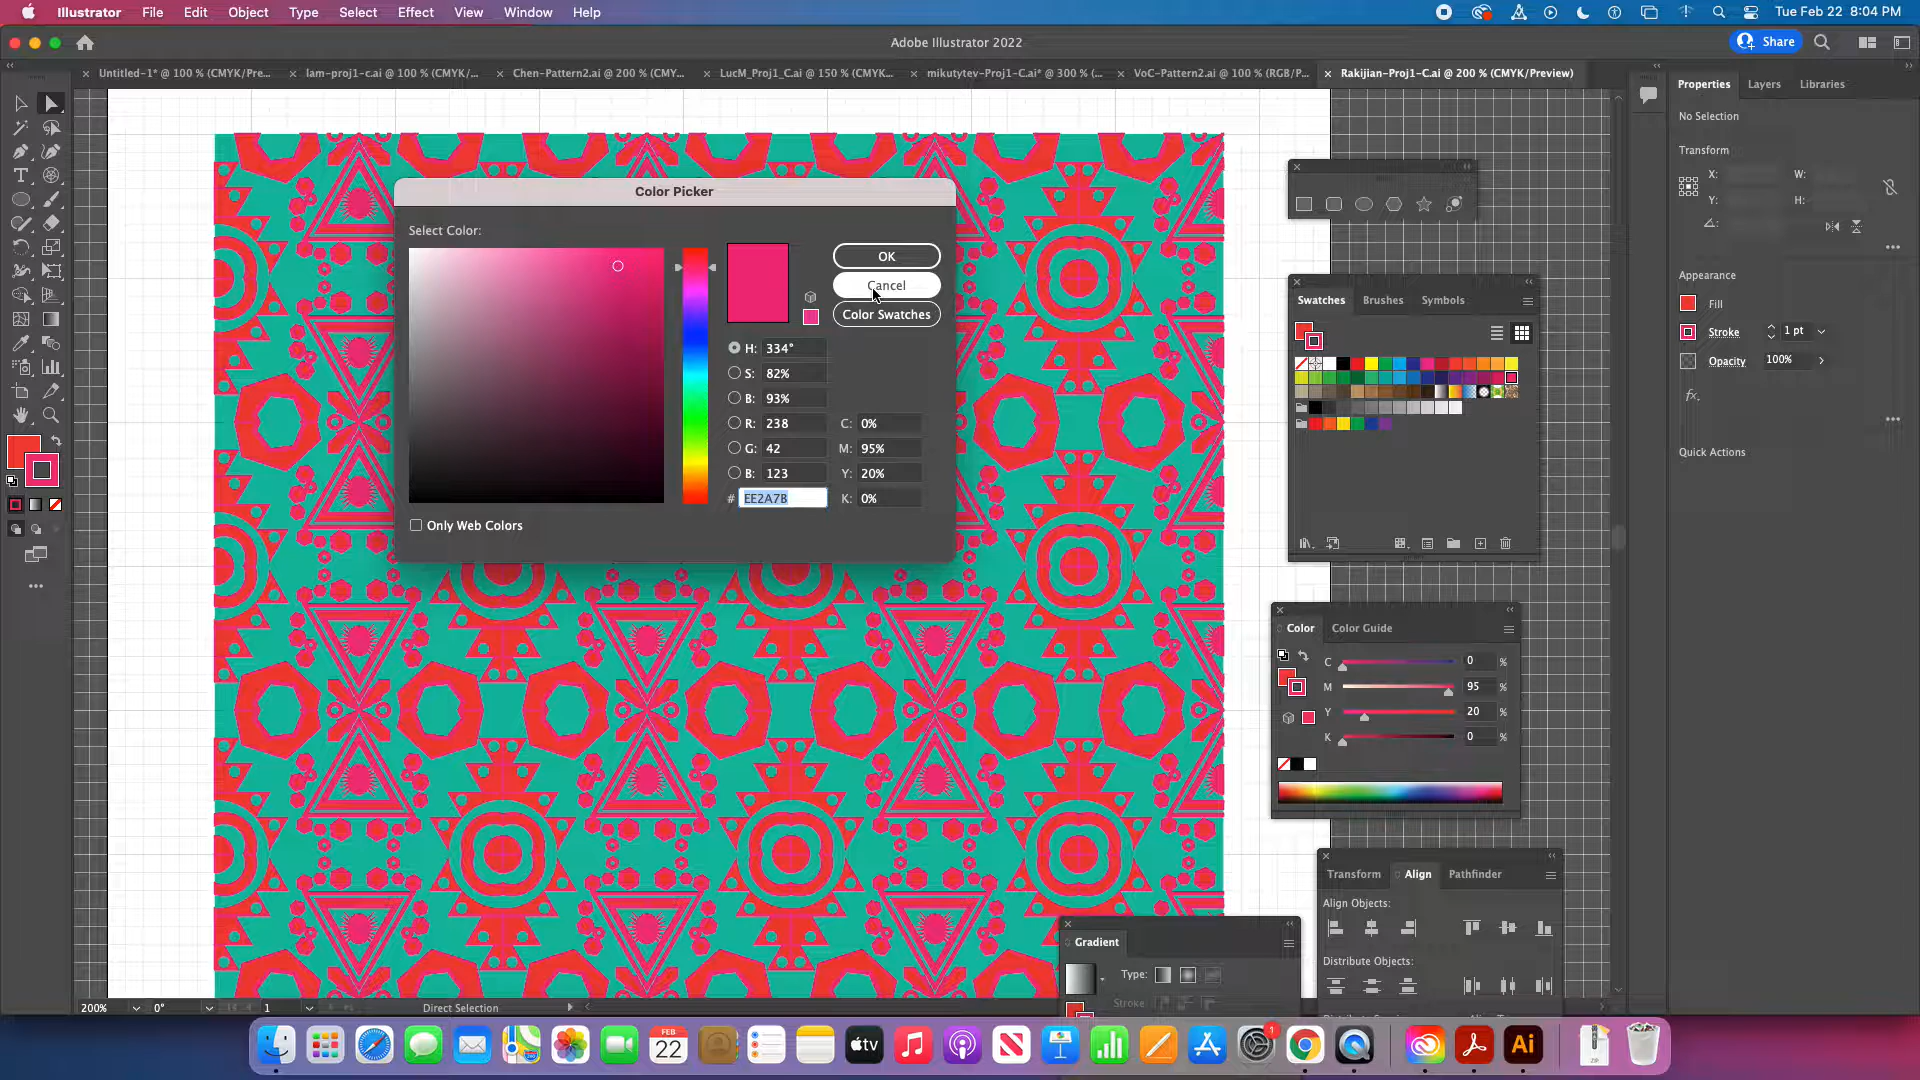 Illustrator File Edit Object Type Select Effect View Window Help
Tue Feb 22 8:04 PM
Adobe Illustrator 2022
Share
Untitled-1* @ 100 % (CMYK/Pre...
lam-proj1-c.ai @ 100 % (CMYK/...
Chen-Pattern2.ai @ 200 % (CMY...
LucM_Proj1_C.ai @ 150 % (CMYK...
mikutytev-Proj1-C.ai* @ 300 % (...
VoC-Pattern2.ai @ 100 % (RGB/P...
Rakijian-Proj1-C.ai @ 200 % (CMYK/Preview)
Color Picker
Select Color:
OK
Cancel
Color Swatches
H: 334°
S: 82%
B: 93%
R: 238
G: 42
B: 123
# EE2A7B
C: 0%
M: 95%
Y: 20%
K: 0%
Only Web Colors
Properties Layers Libraries
No Selection
Transform
X: W:
Y: H:
Appearance
Fill
Stroke 1 pt
Opacity 100%
fx.
Quick Actions
Swatches Brushes Symbols
Color Color Guide
C 0 %
M 95 %
Y 20 %
K 0 %
Transform Align Pathfinder
Align Objects:
Distribute Objects:
Gradient
Type:
Stroke:
200% 0° 1 Direct Selection
FEB
22
tv
1
Ai
ZIP